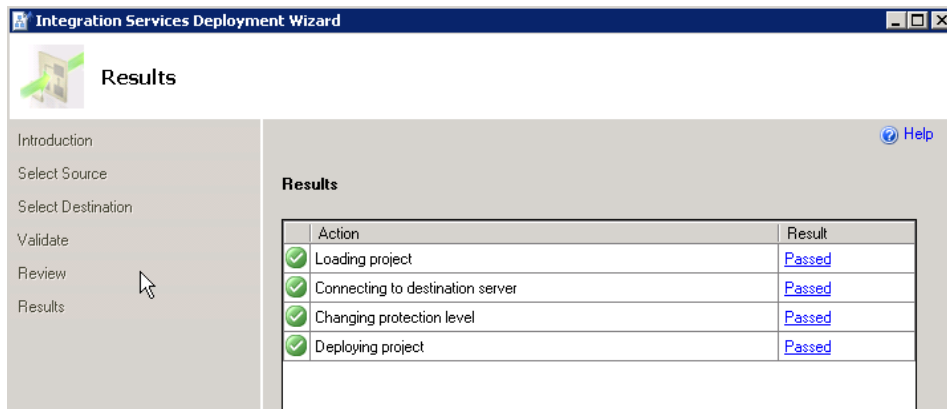 Integration Services Deployment Wizard
Results
Help
Introduction
Select Source
Select Destination
Validate
Review
Results
Results
Action Result
Loading project Passed
Connecting to destination server Passed
Changing protection level Passed
Deploying project Passed